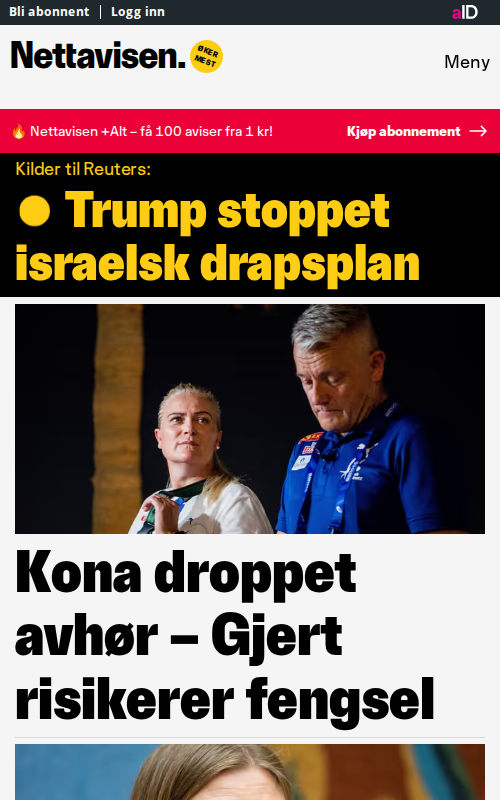 Bli abonnent | Logg inn
aID
Nettavisen.
ØKER
MEST
Meny
🔥 Nettavisen +Alt – få 100 aviser fra 1 kr!
Kjøp abonnement →
Kilder til Reuters:
Trump stoppet
israelsk drapsplan
Kona droppet
avhør – Gjert
risikerer fengsel